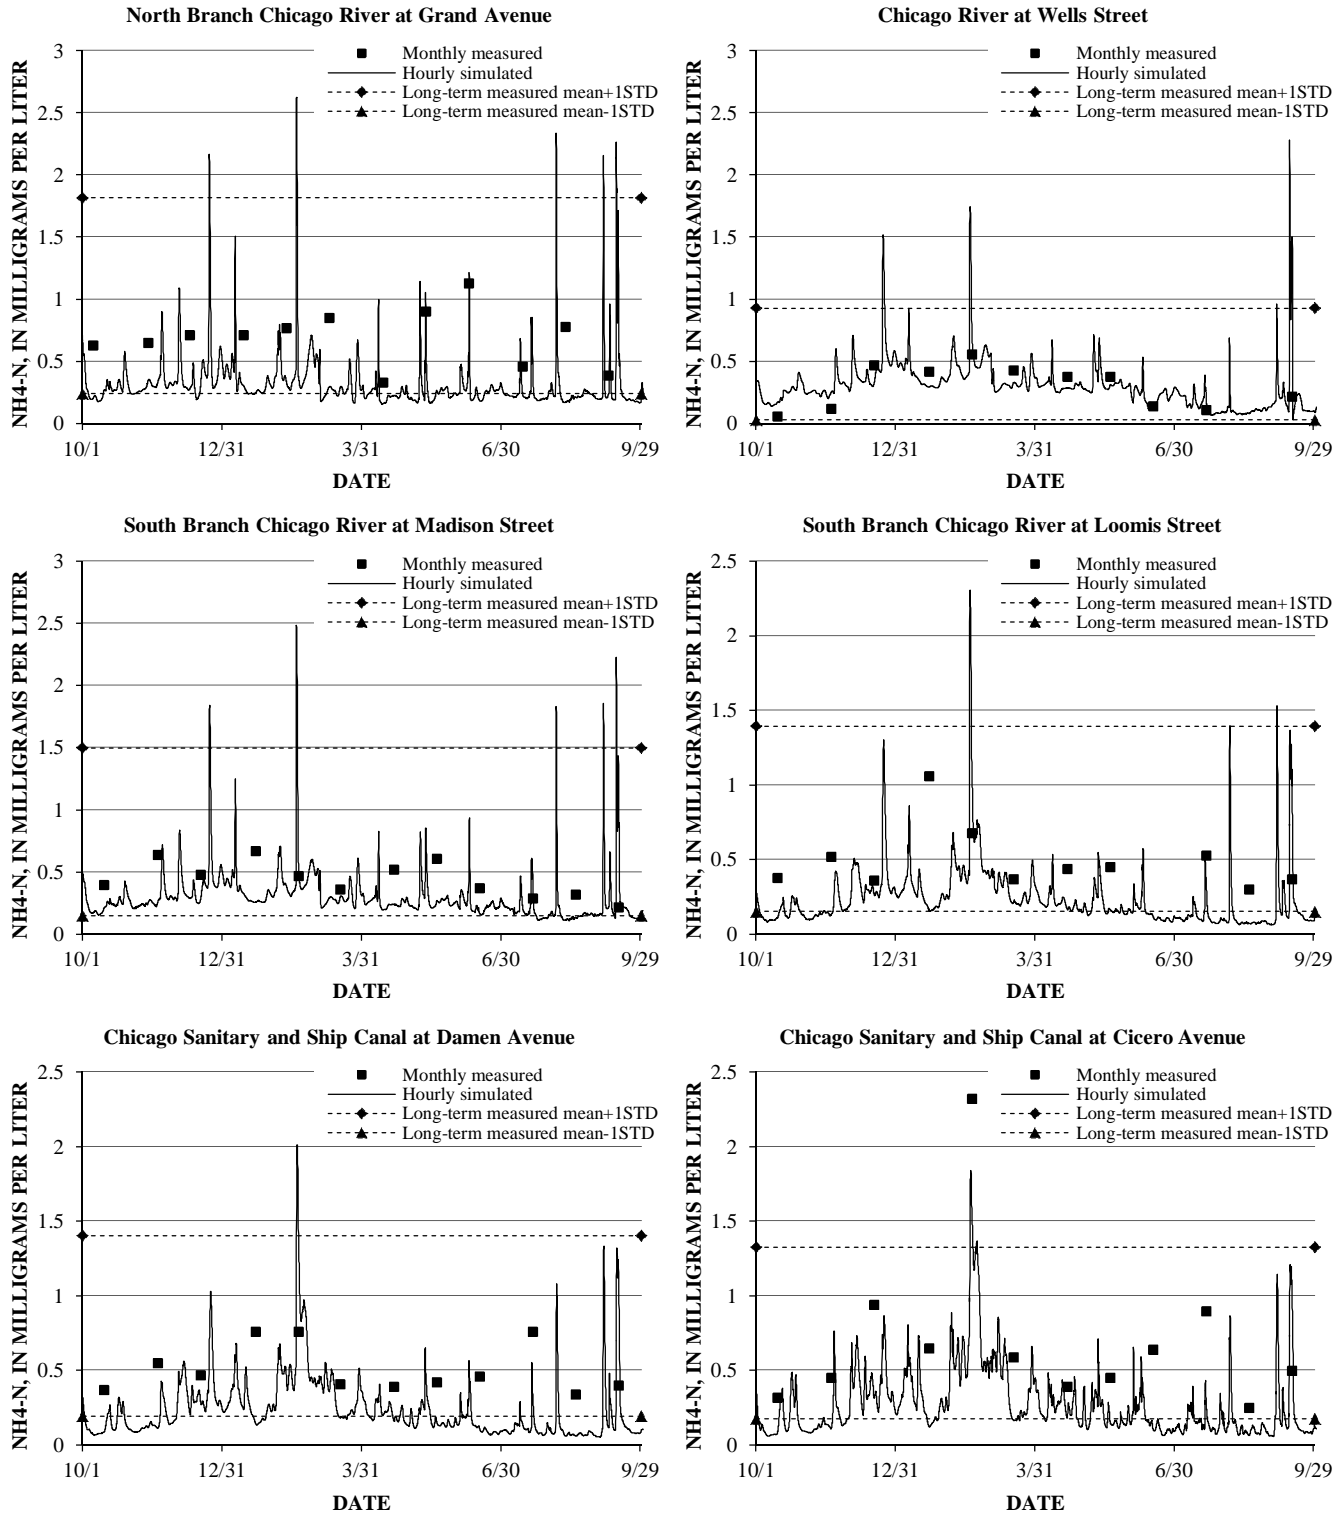 North Branch Chicago River at Grand Avenue
NH4-N, IN MILLIGRAMS PER LITER
3
2.5
2
1.5
1
0.5
0
Monthly measured
Hourly simulated
Long-term measured mean+1STD
Long-term measured mean-1STD
10/1 12/31 3/31 6/30 9/29
DATE
Chicago River at Wells Street
NH4-N, IN MILLIGRAMS PER LITER
3
2.5
2
1.5
1
0.5
0
Monthly measured
Hourly simulated
Long-term measured mean+1STD
Long-term measured mean-1STD
10/1 12/31 3/31 6/30 9/29
DATE
South Branch Chicago River at Madison Street
NH4-N, IN MILLIGRAMS PER LITER
3
2.5
2
1.5
1
0.5
0
Monthly measured
Hourly simulated
Long-term measured mean+1STD
Long-term measured mean-1STD
10/1 12/31 3/31 6/30 9/29
DATE
South Branch Chicago River at Loomis Street
NH4-N, IN MILLIGRAMS PER LITER
2.5
2
1.5
1
0.5
0
Monthly measured
Hourly simulated
Long-term measured mean+1STD
Long-term measured mean-1STD
10/1 12/31 3/31 6/30 9/29
DATE
Chicago Sanitary and Ship Canal at Damen Avenue
NH4-N, IN MILLIGRAMS PER LITER
2.5
2
1.5
1
0.5
0
Monthly measured
Hourly simulated
Long-term measured mean+1STD
Long-term measured mean-1STD
10/1 12/31 3/31 6/30 9/29
DATE
Chicago Sanitary and Ship Canal at Cicero Avenue
NH4-N, IN MILLIGRAMS PER LITER
2.5
2
1.5
1
0.5
0
Monthly measured
Hourly simulated
Long-term measured mean+1STD
Long-term measured mean-1STD
10/1 12/31 3/31 6/30 9/29
DATE